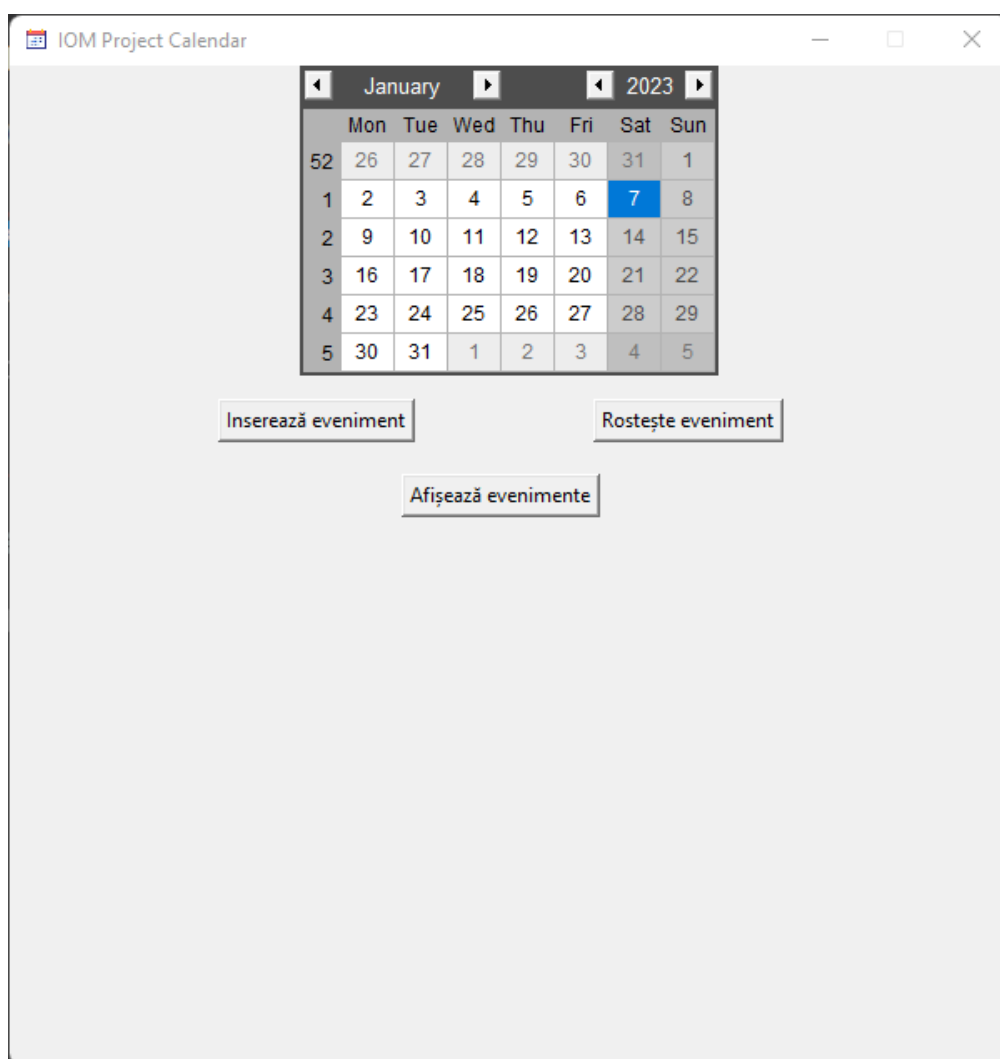 IOM Project Calendar
January 2023
Mon Tue Wed Thu Fri Sat Sun
52 26 27 28 29 30 31 1
1 2 3 4 5 6 7 8
2 9 10 11 12 13 14 15
3 16 17 18 19 20 21 22
4 23 24 25 26 27 28 29
5 30 31 1 2 3 4 5
Inserează eveniment Rostește eveniment
Afișează evenimente